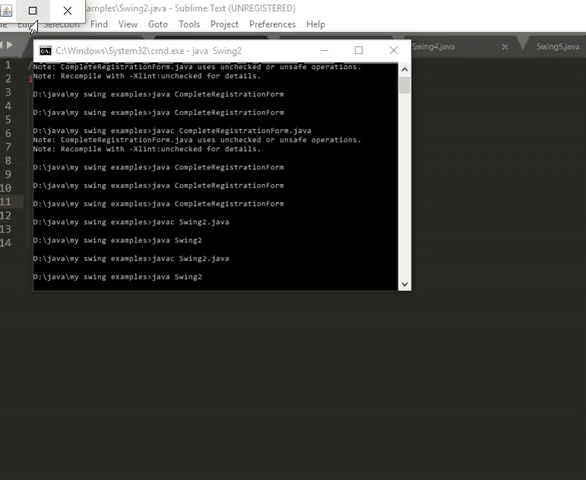 amples\Swing2.java - Sublime Text (UNREGISTERED)
Selection Find View Goto Tools Project Preferences Help
C:\Windows\System32\cmd.exe - java Swing2
Swing4.java
Swing5.java
Note: CompleteRegistrationForm.java uses unchecked or unsafe operations.
Note: Recompile with -Xlint:unchecked for details.
D:\java\my swing examples>java CompleteRegistrationForm
D:\java\my swing examples>java CompleteRegistrationForm
D:\java\my swing examples>javac CompleteRegistrationForm.java
Note: CompleteRegistrationForm.java uses unchecked or unsafe operations.
Note: Recompile with -Xlint:unchecked for details.
D:\java\my swing examples>java CompleteRegistrationForm
D:\java\my swing examples>java CompleteRegistrationForm
D:\java\my swing examples>java CompleteRegistrationForm
D:\java\my swing examples>javac Swing2.java
D:\java\my swing examples>java Swing2
D:\java\my swing examples>javac Swing2.java
D:\java\my swing examples>java Swing2
1
2
3
4
5
6
7
8
9
10
11
12
13
14